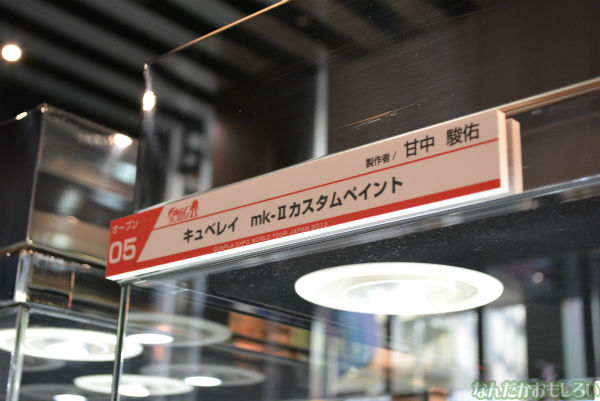 オープン
05
製作者/ 甘中 駿佑
キュベレイ mk-Ⅱカスタムペイント
GUNPLA EXPO WORLD TOUR JAPAN 2013
なんだかおもしろい